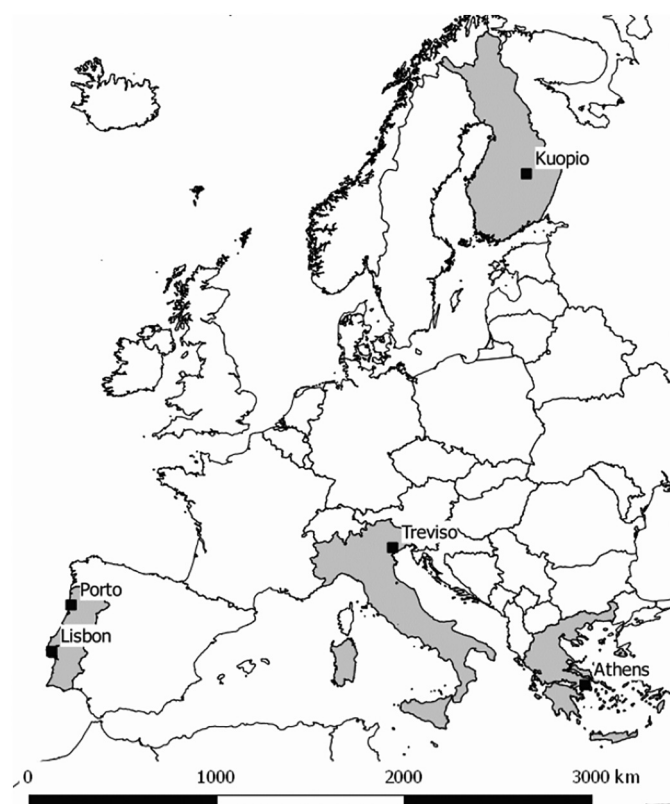 Kuopio
Treviso
Porto
Lisbon
Athens
0 1000 2000 3000 km